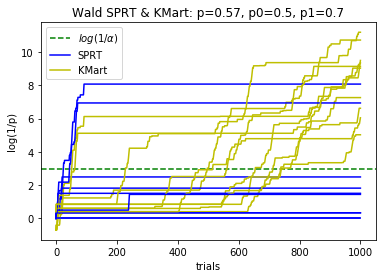 Wald SPRT & KMart: p=0.57, p0=0.5, p1=0.7
log(1/α)
SPRT
KMart
log(1/p)
10
8
6
4
2
0
0
200
400
600
800
1000
trials